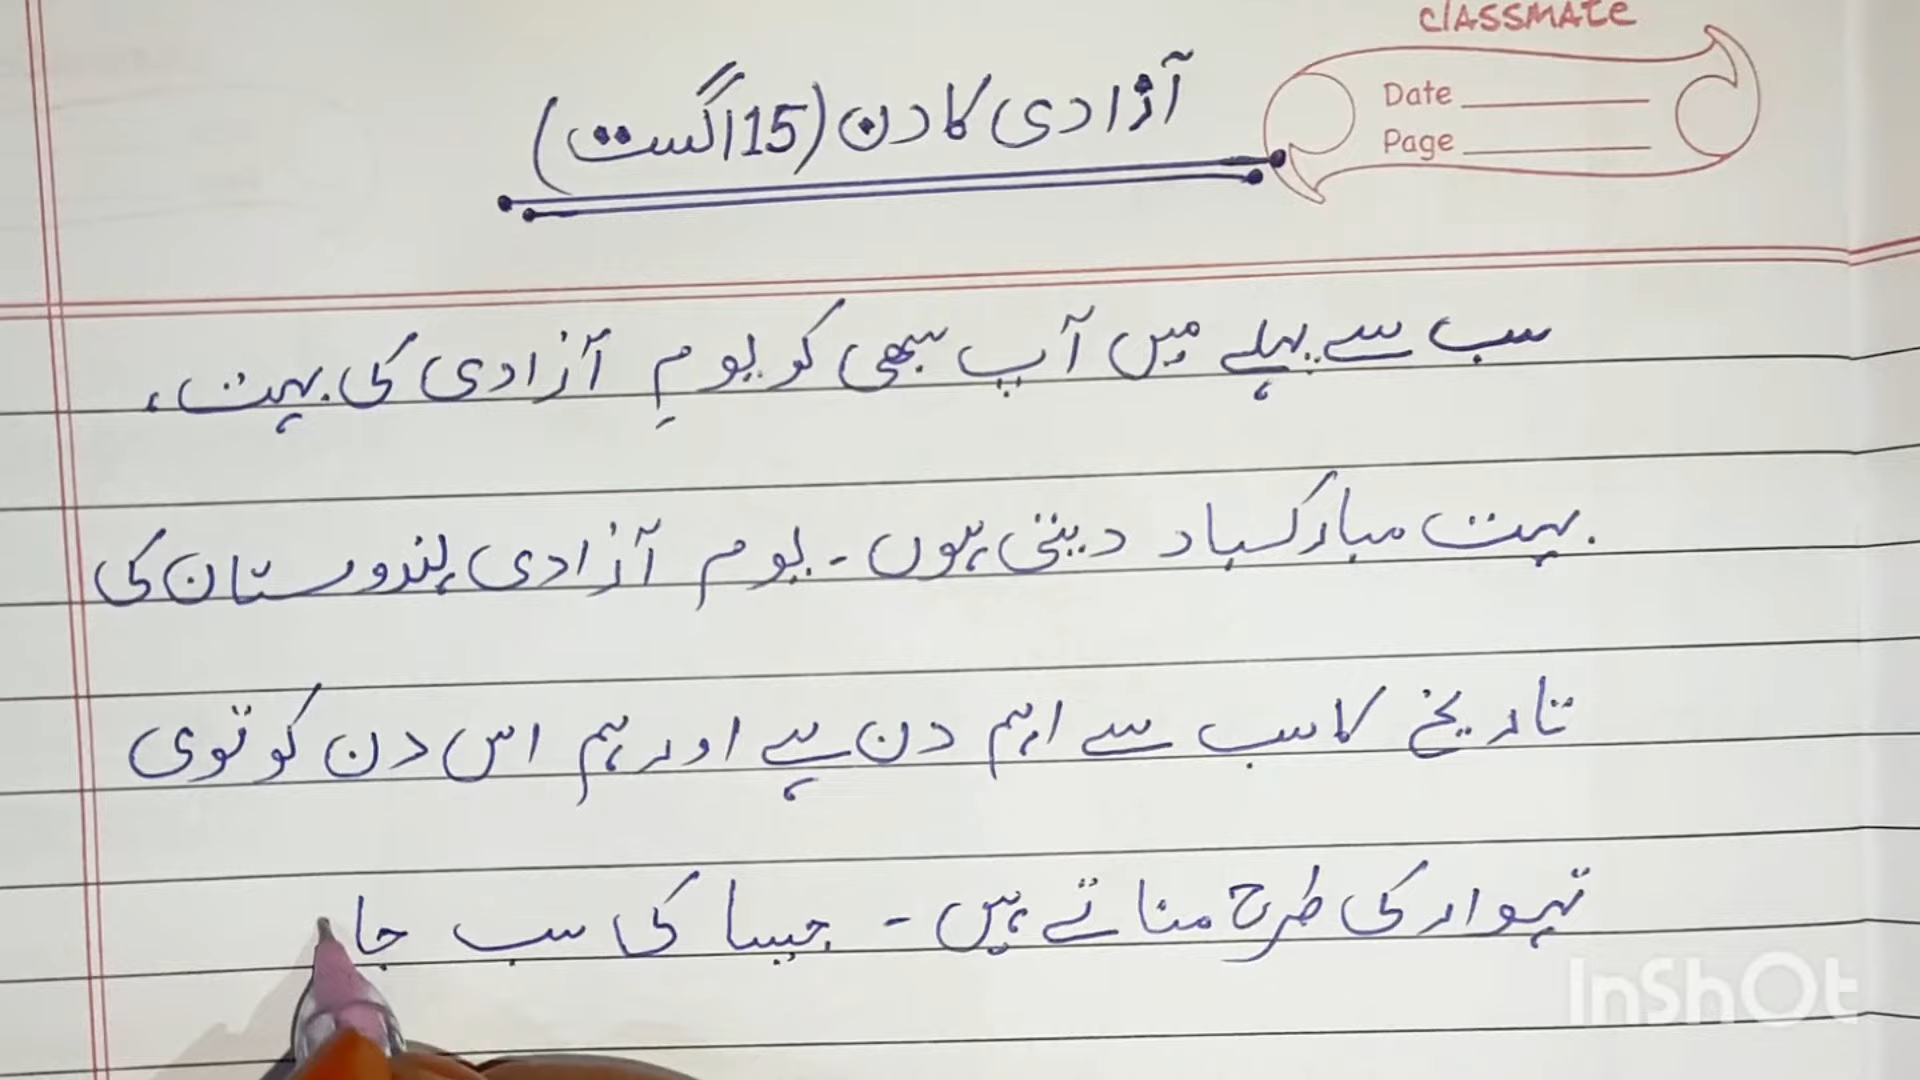 classmate
Date
Page
آزادی کا دن (15 اگست)
سب سے پہلے میں آپ سبھی کو یومِ آزادی کی بہت،
بہت مبارکباد دیتی ہوں۔ یوم آزادی ہندوستان کی
تاریخ کا سب سے اہم دن ہے اور ہم اس دن کو قومی
تہوار کی طرح مناتے ہیں۔ جیسا کی سب جا
InShOt